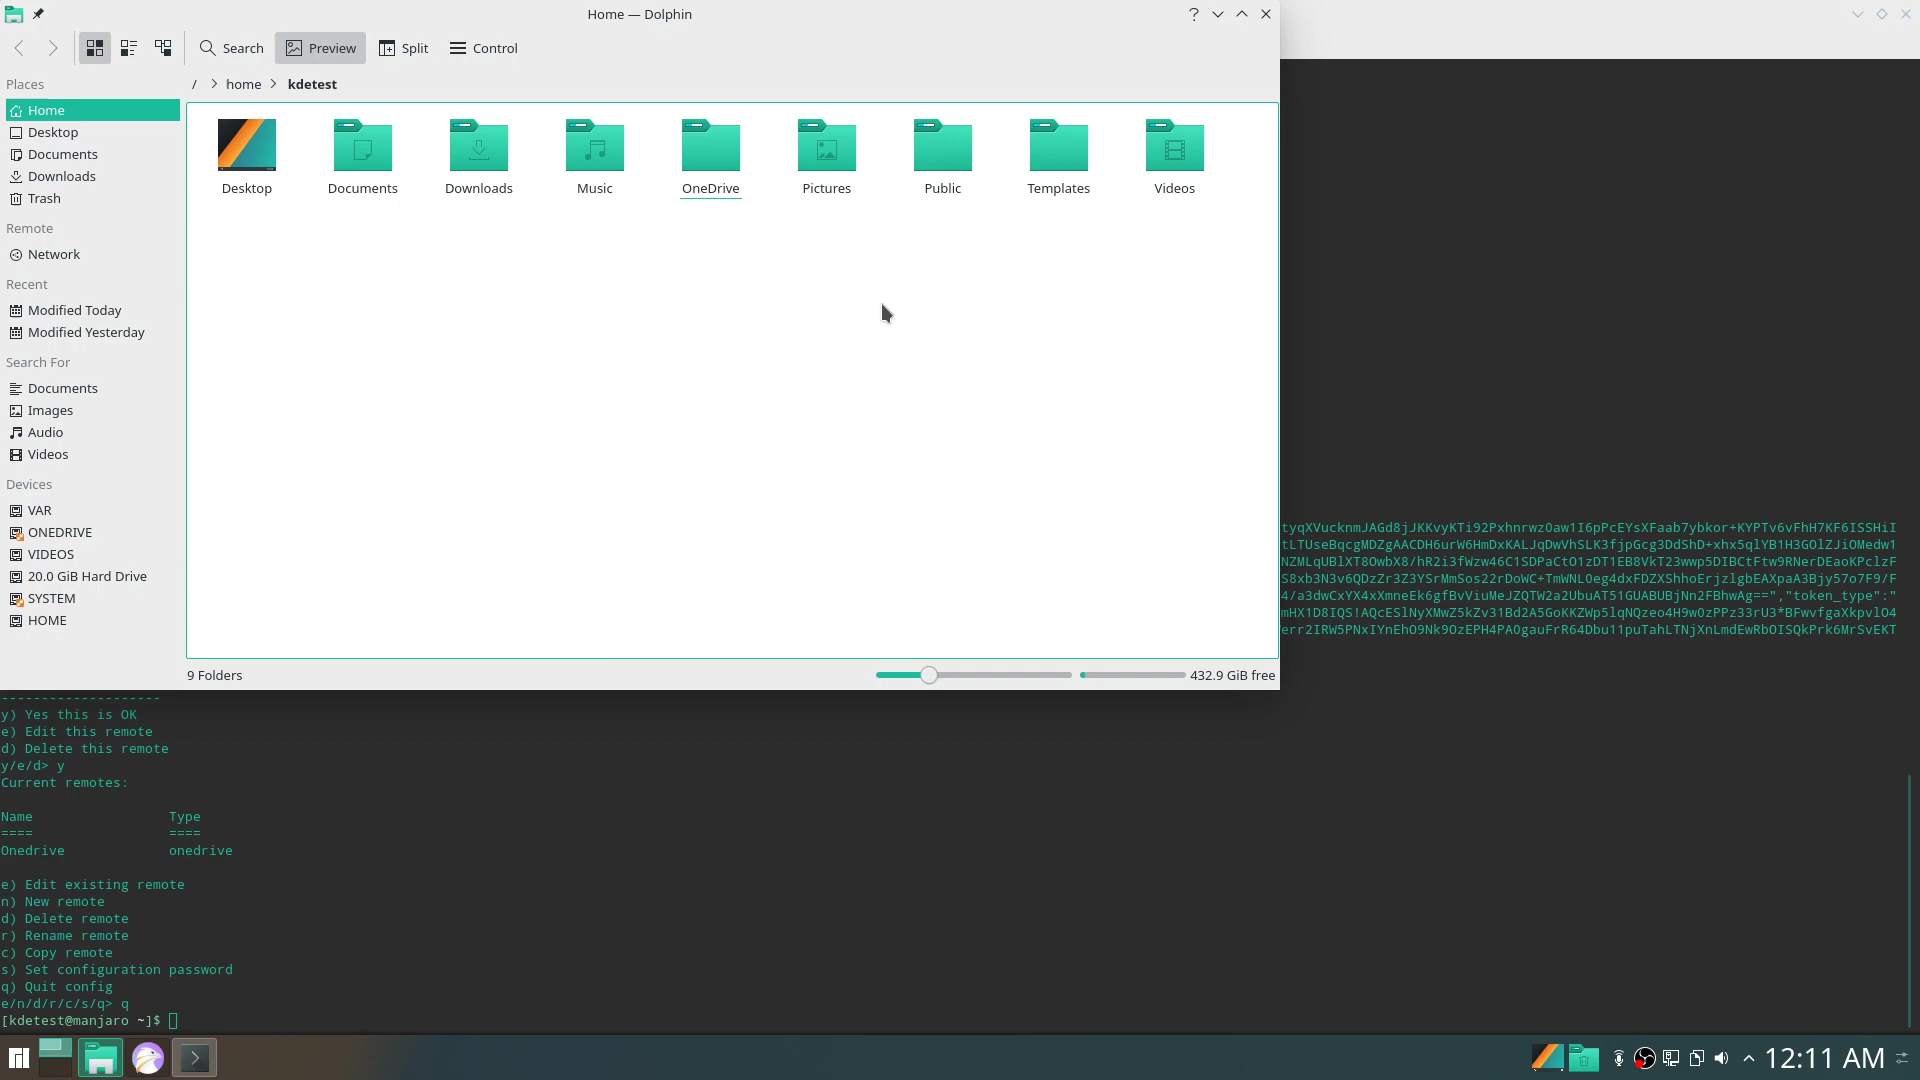 Home — Dolphin
Search
Preview
Split
Control
Places
/ > home > kdetest
Home
Desktop
Documents
Downloads
Trash
Remote
Network
Recent
Modified Today
Modified Yesterday
Search For
Documents
Images
Audio
Videos
Devices
VAR
ONEDRIVE
VIDEOS
20.0 GiB Hard Drive
SYSTEM
HOME
Desktop
Documents
Downloads
Music
OneDrive
Pictures
Public
Templates
Videos
9 Folders
432.9 GiB free
--------------------
y) Yes this is OK
e) Edit this remote
d) Delete this remote
y/e/d> y
Current remotes:
Name Type
==== ====
Onedrive onedrive
e) Edit existing remote
n) New remote
d) Delete remote
r) Rename remote
c) Copy remote
s) Set configuration password
q) Quit config
e/n/d/r/c/s/q> q
[kdetest@manjaro ~]$
12:11 AM